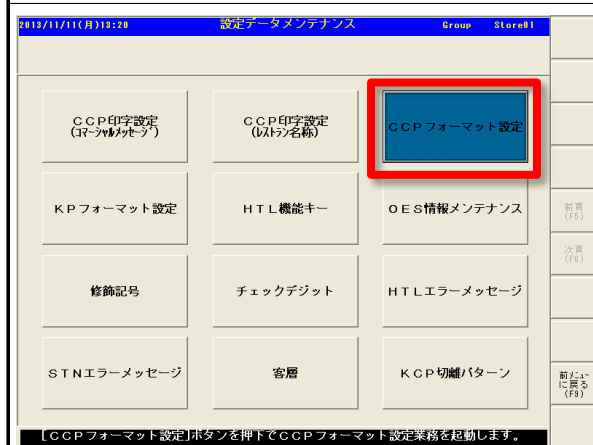 2013/11/11(月)13:20 設定データメンテナンス Group Store01
CCP印字設定
(ｺﾏｰｼｬﾙﾒｯｾｰｼﾞ)
CCP印字設定
(ﾚｽﾄﾗﾝ名称)
CCPフォーマット設定
KPフォーマット設定
HTL機能キー
OES情報メンテナンス
前頁
(F5)
次頁
(F6)
修飾記号
チェックデジット
HTLエラーメッセージ
STNエラーメッセージ
客層
KCP切離パターン
前ﾒﾆｭｰ
に戻る
(F9)
[CCPフォーマット設定]ボタンを押下でCCPフォーマット設定業務を起動します。